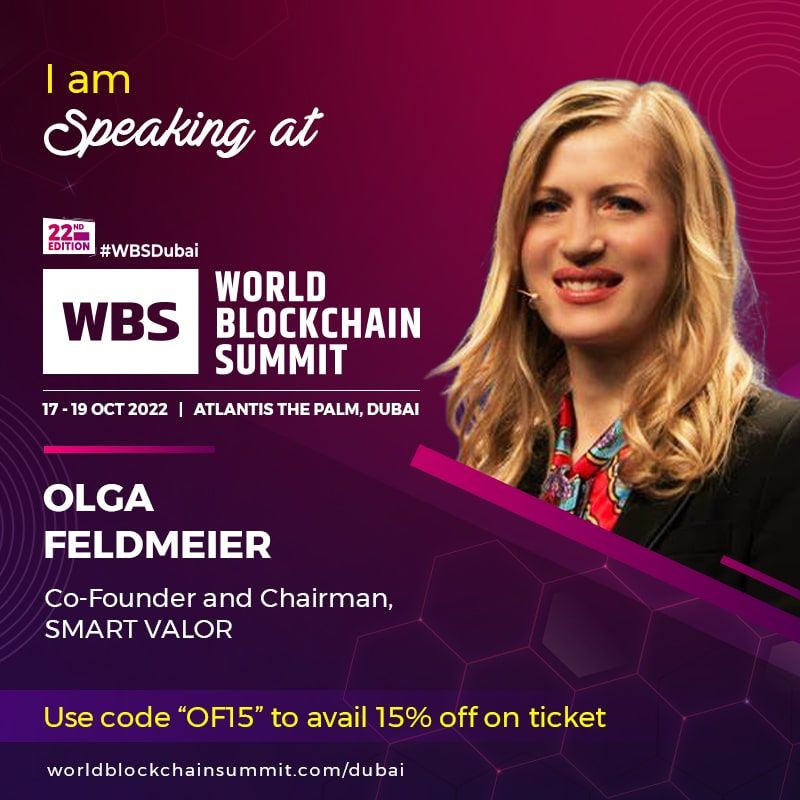 I am
Speaking at
22ND
EDITION
#WBSDubai
WBS
WORLD
BLOCKCHAIN
SUMMIT
17 - 19 OCT 2022 | ATLANTIS THE PALM, DUBAI
OLGA
FELDMEIER
Co-Founder and Chairman,
SMART VALOR
Use code “OF15” to avail 15% off on ticket
worldblockchainsummit.com/dubai